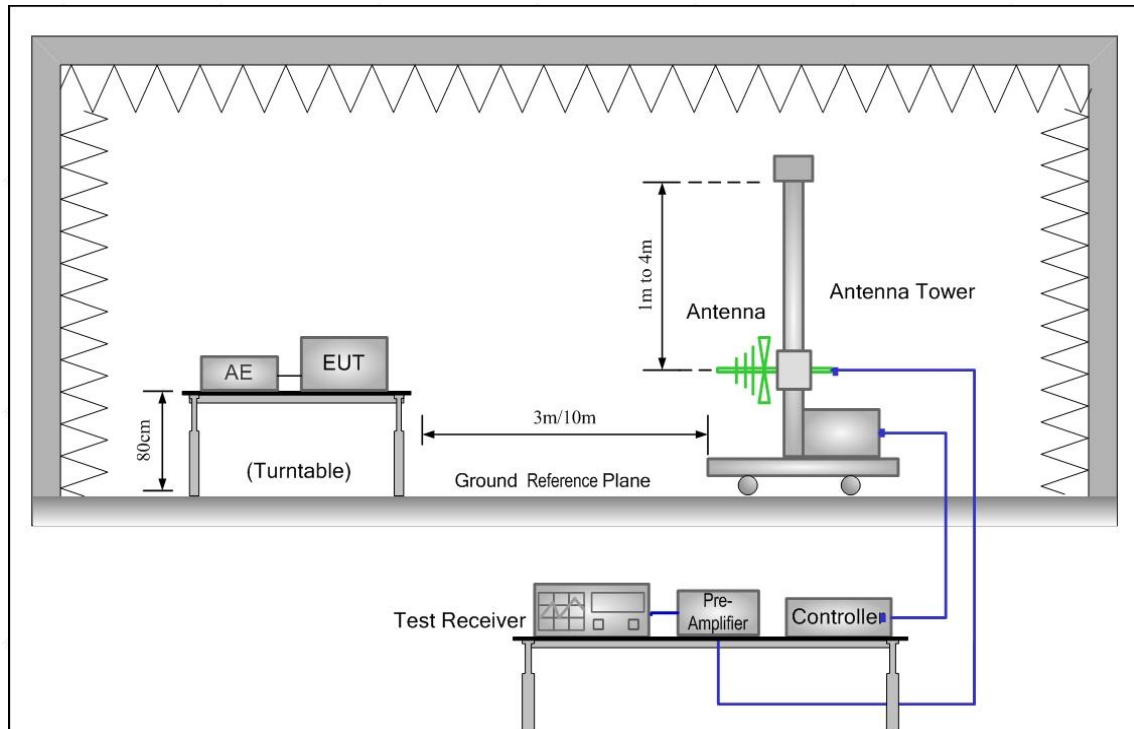 1m to 4m
Antenna Tower
Antenna
EUT
AE
3m/10m
80cm
(Turntable)
Ground Reference Plane
Test Receiver
Pre-
Amplifier
Controller